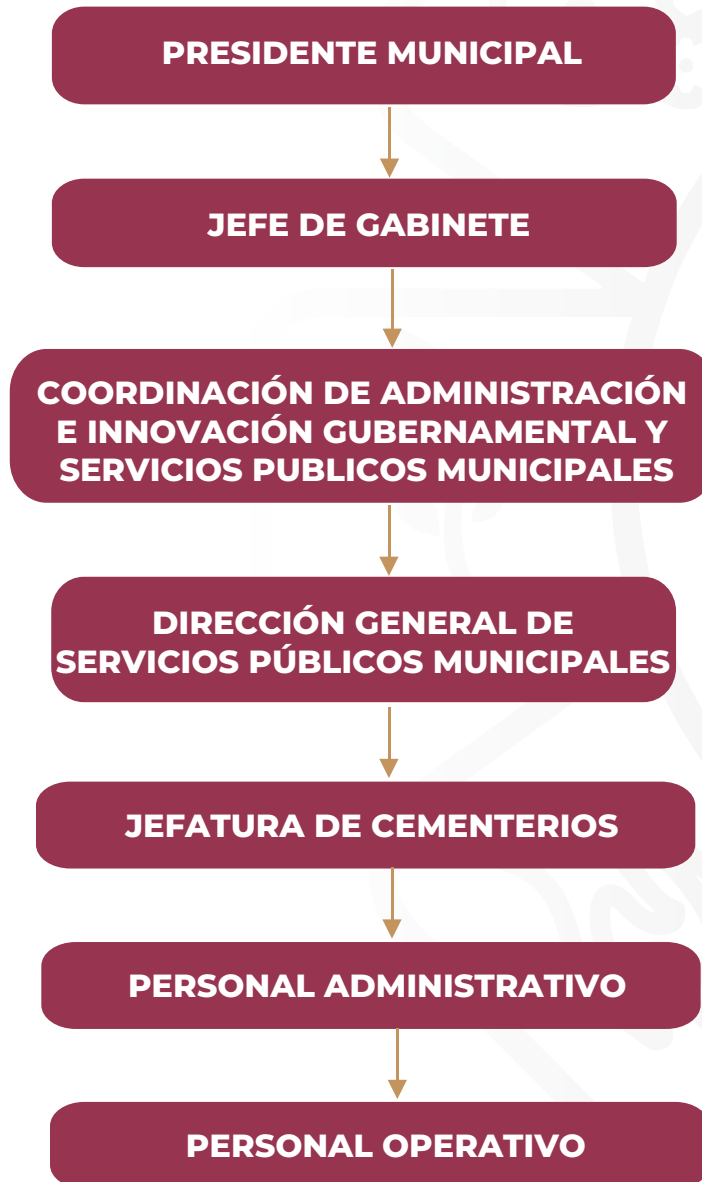 PRESIDENTE MUNICIPAL
JEFE DE GABINETE
COORDINACIÓN DE ADMINISTRACIÓN
E INNOVACIÓN GUBERNAMENTAL Y
SERVICIOS PUBLICOS MUNICIPALES
DIRECCIÓN GENERAL DE
SERVICIOS PÚBLICOS MUNICIPALES
JEFATURA DE CEMENTERIOS
PERSONAL ADMINISTRATIVO
PERSONAL OPERATIVO